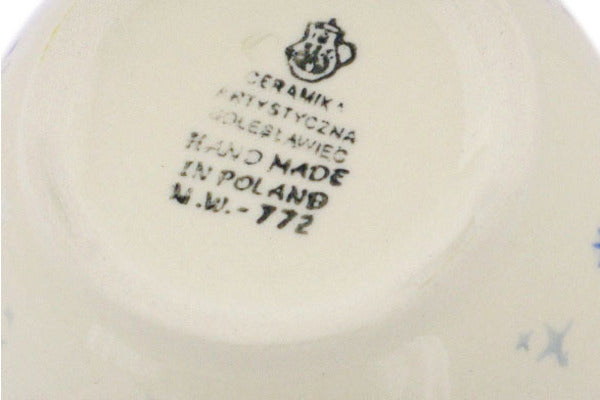 CERAMIKA
ARTYSTYCZNA
BOLESŁAWIEC
HAND MADE
IN POLAND
W.W.-772